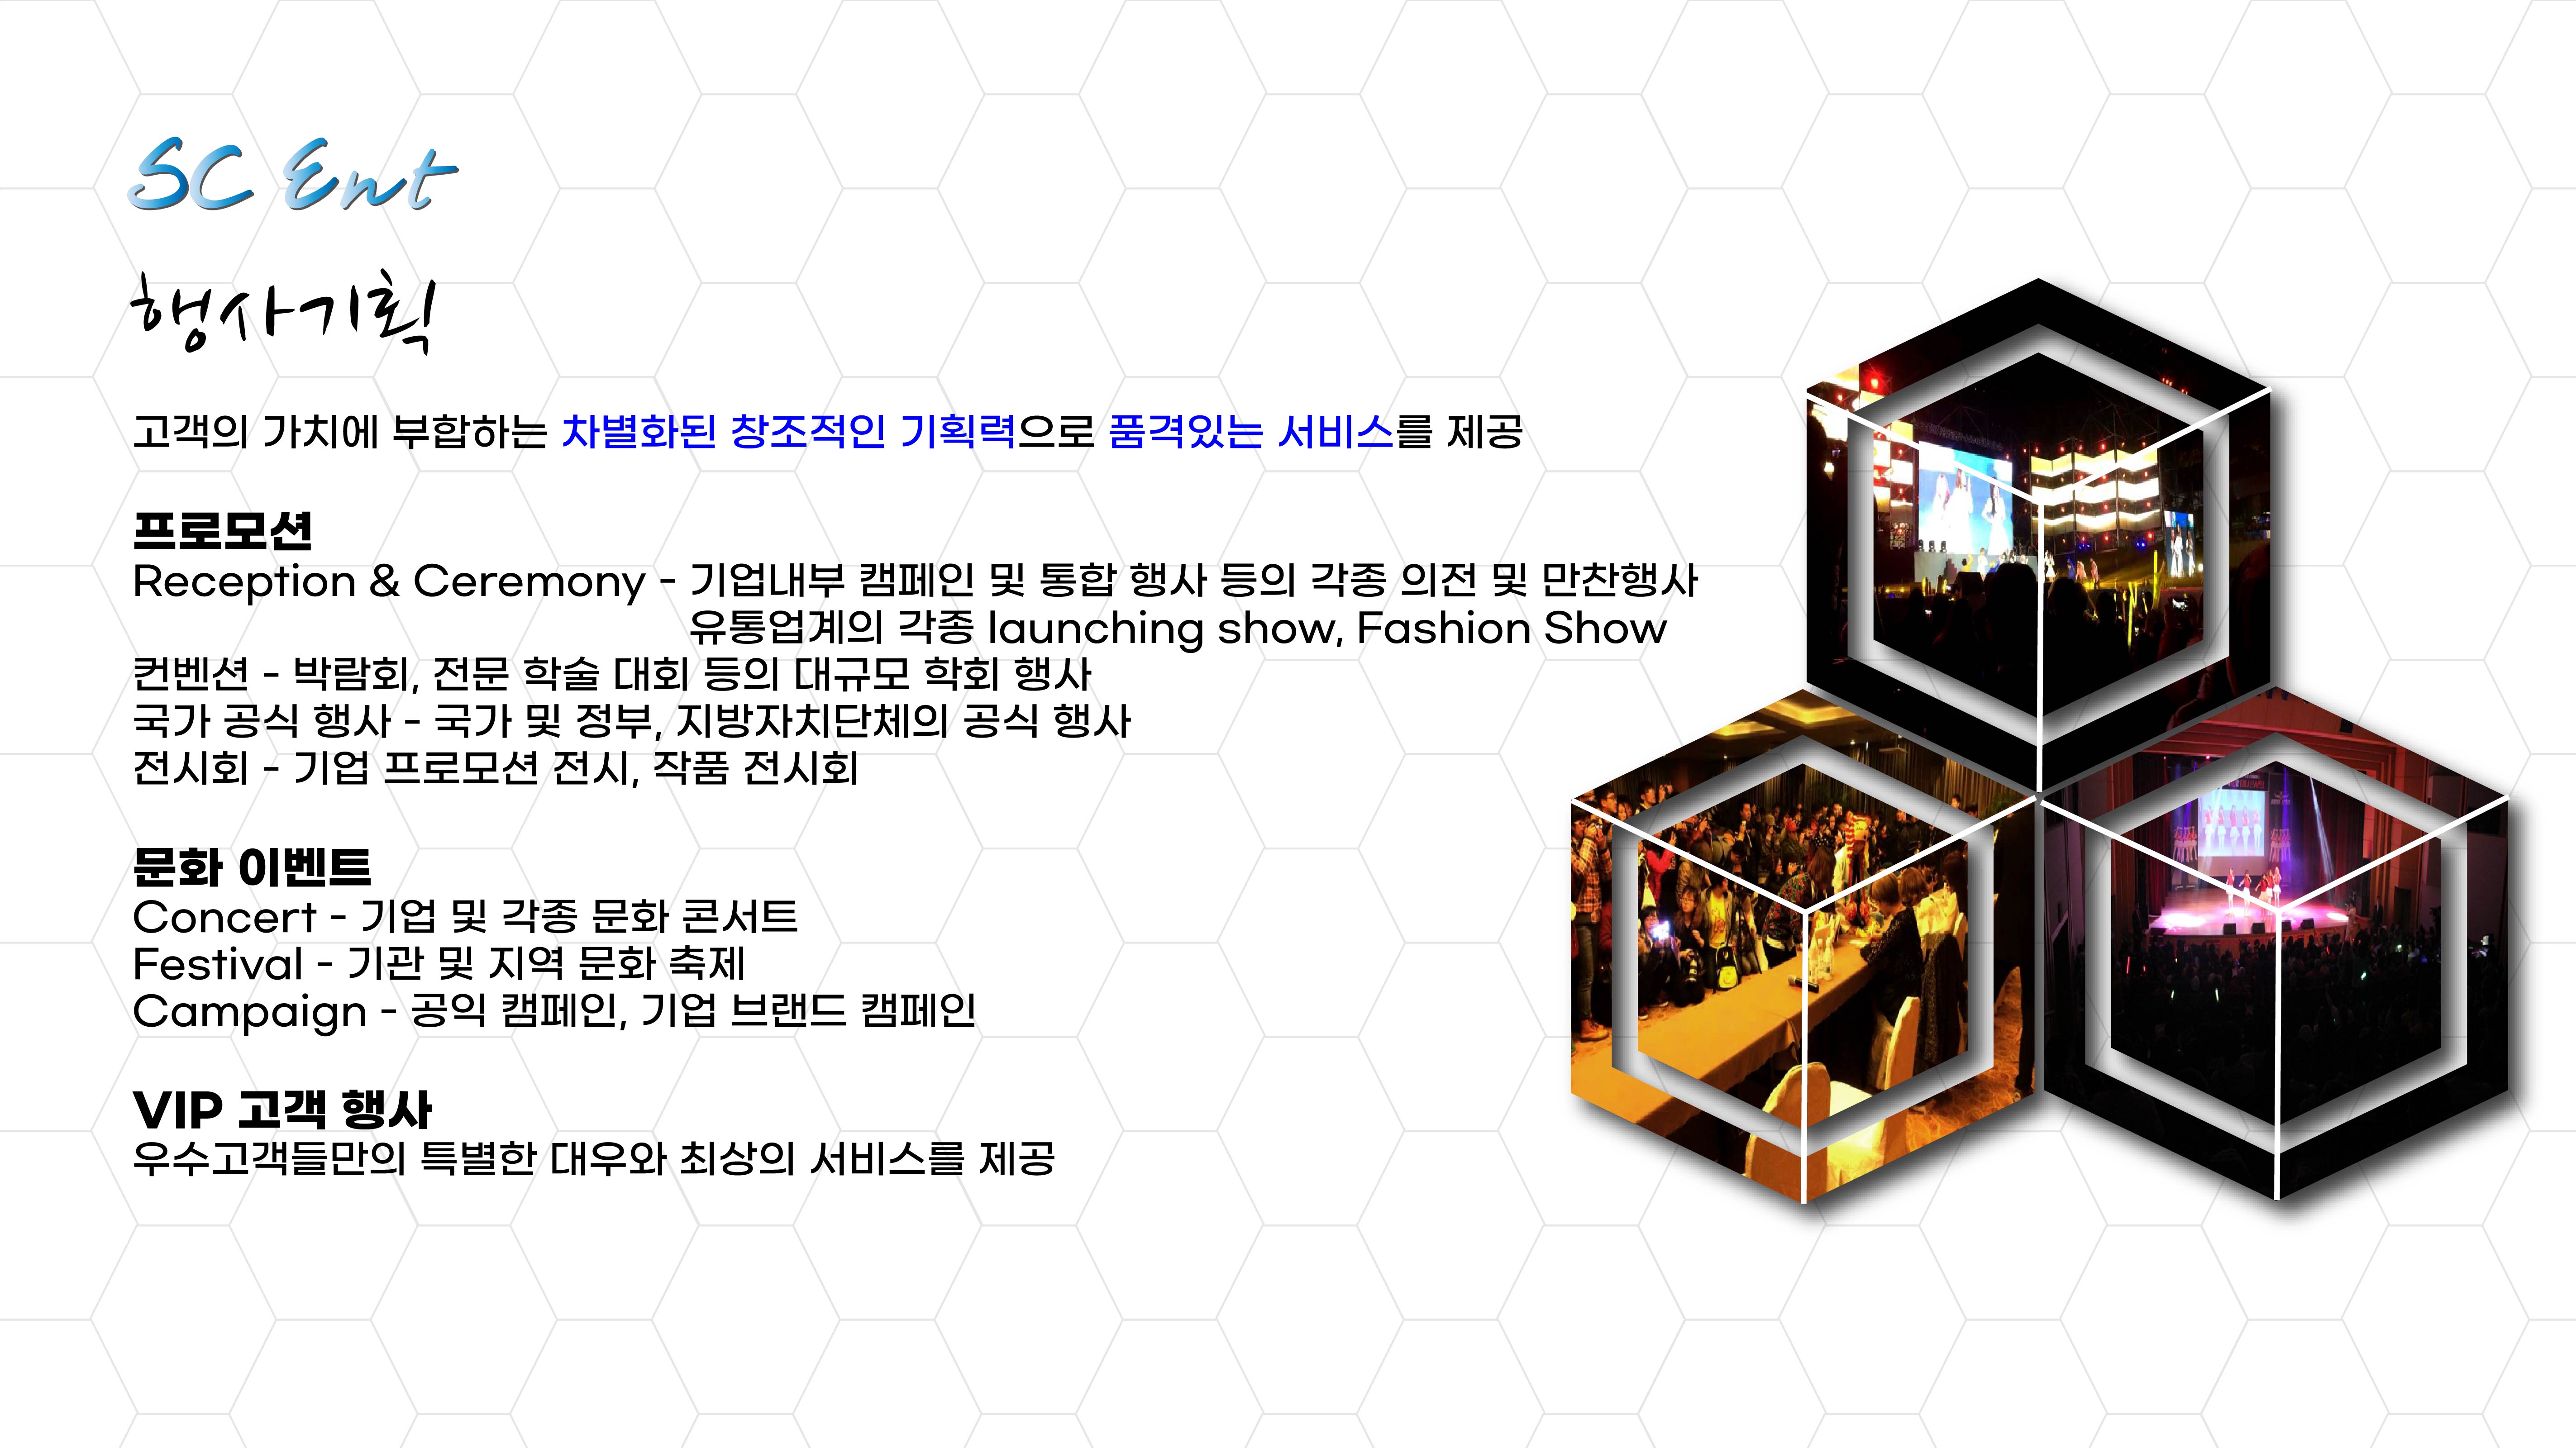 SC Ent
행사기획
고객의 가치에 부합하는 차별화된 창조적인 기획력으로 품격있는 서비스를 제공
프로모션
Reception & Ceremony - 기업내부 캠페인 및 통합 행사 등의 각종 의전 및 만찬행사
유통업계의 각종 launching show, Fashion Show
컨벤션 - 박람회, 전문 학술 대회 등의 대규모 학회 행사
국가 공식 행사 - 국가 및 정부, 지방자치단체의 공식 행사
전시회 - 기업 프로모션 전시, 작품 전시회
문화 이벤트
Concert - 기업 및 각종 문화 콘서트
Festival - 기관 및 지역 문화 축제
Campaign - 공익 캠페인, 기업 브랜드 캠페인
VIP 고객 행사
우수고객들만의 특별한 대우와 최상의 서비스를 제공